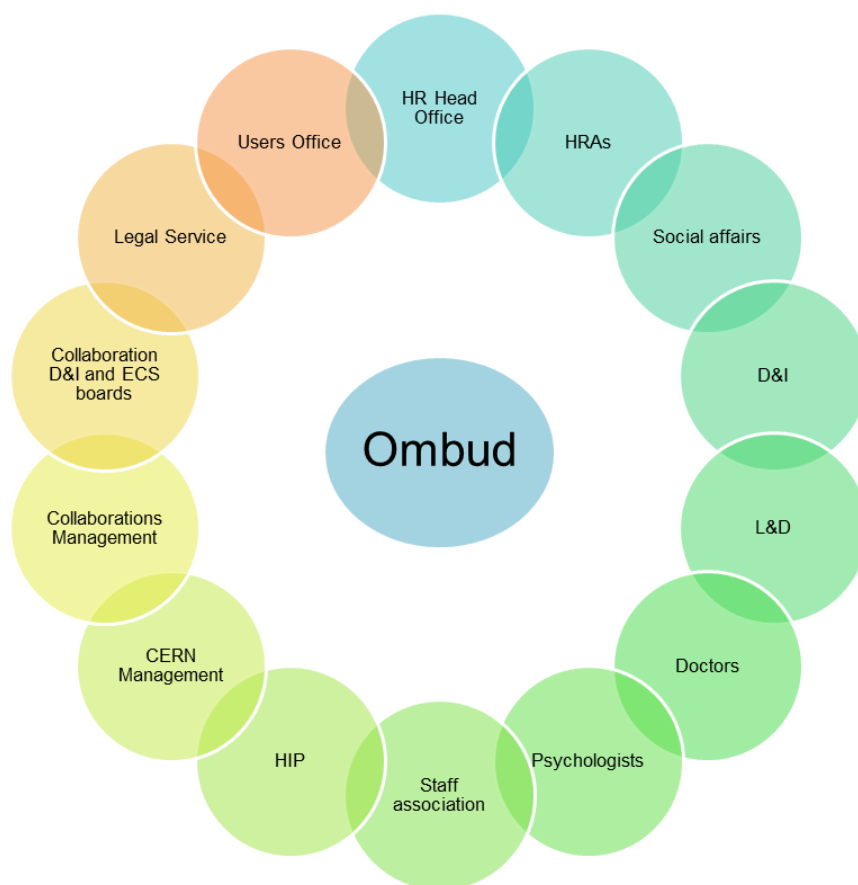 HR Head
Office
HRAs
Social affairs
D&I
L&D
Doctors
Psychologists
Staff
association
HIP
CERN
Management
Collaborations
Management
Collaboration
D&I and ECS
boards
Legal Service
Users Office
Ombud